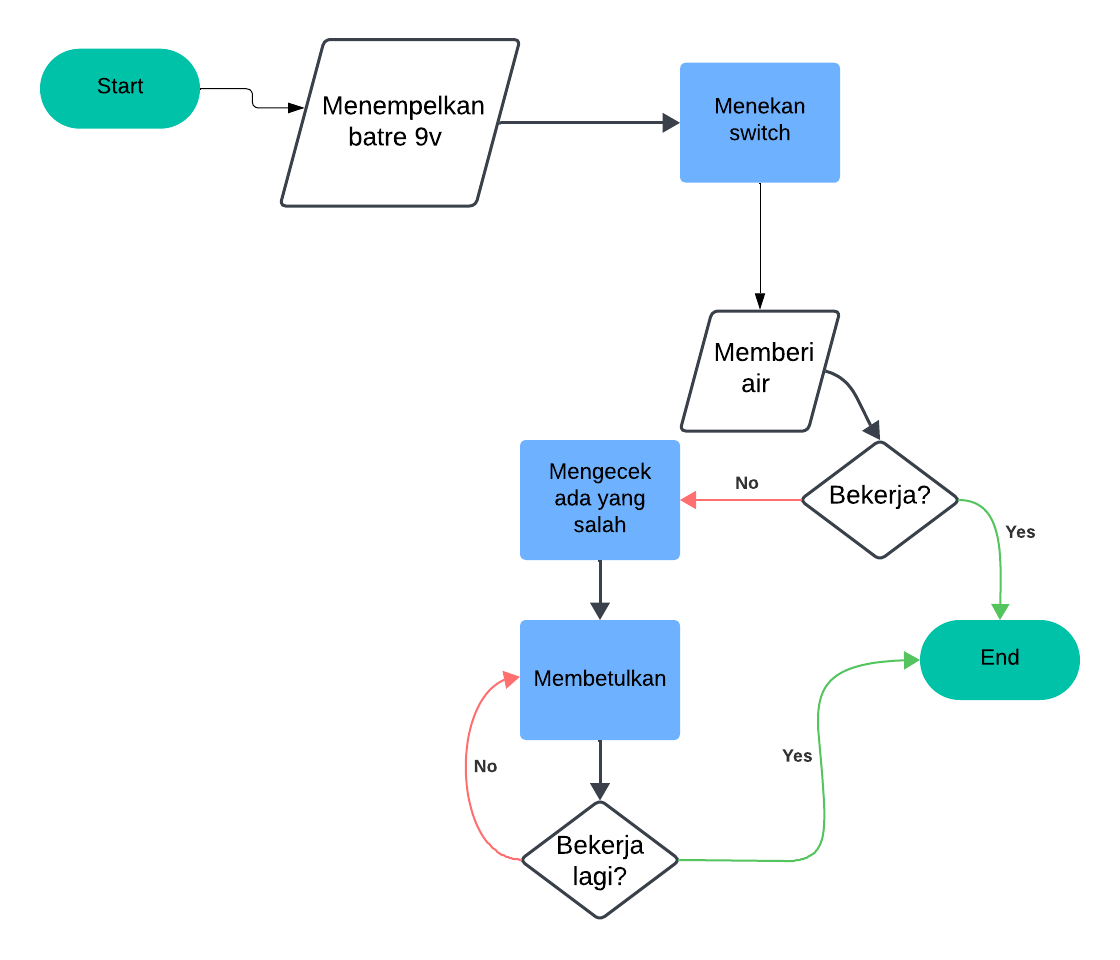 Start
Menempelkan
batre 9v
Menekan
switch
Memberi
air
Bekerja?
No
Yes
Mengecek
ada yang
salah
Membetulkan
End
No
Yes
Bekerja
lagi?